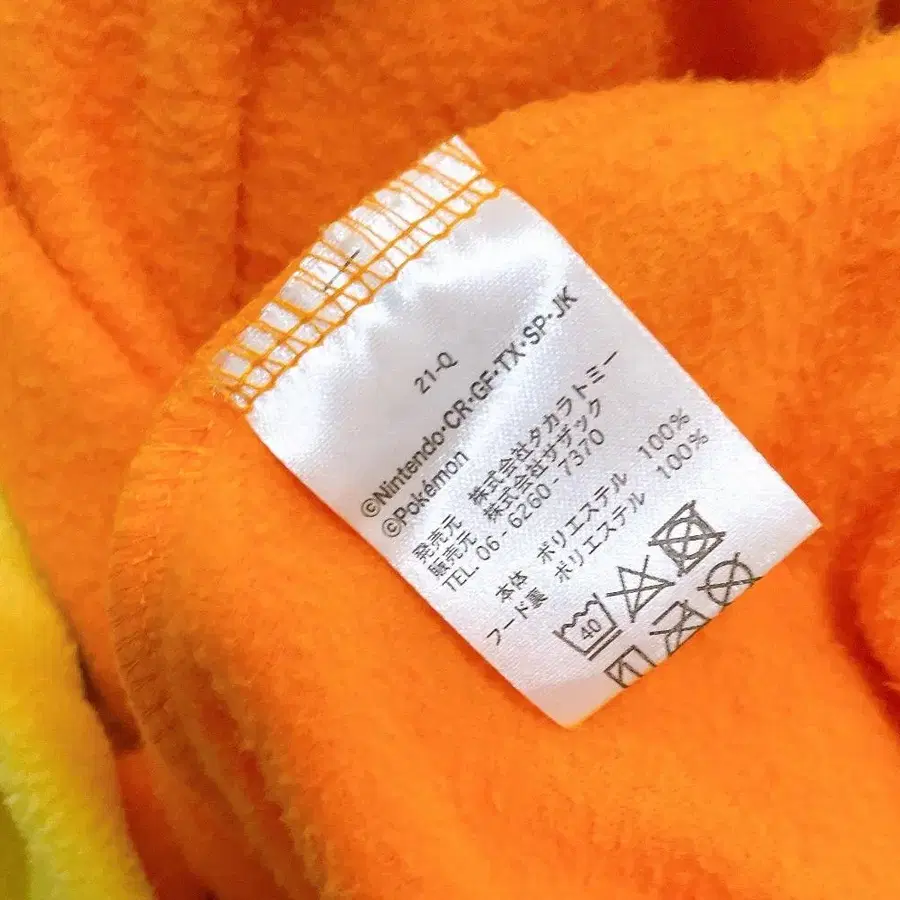 21-Q
©Nintendo・CR・GF・TX・SP・JK
©Pokémon
発売元 株式会社タカラトミー
販売元 株式会社サザック
TEL. 06-6260-7370
本体 ポリエステル 100%
フード裏 ポリエステル 100%
40